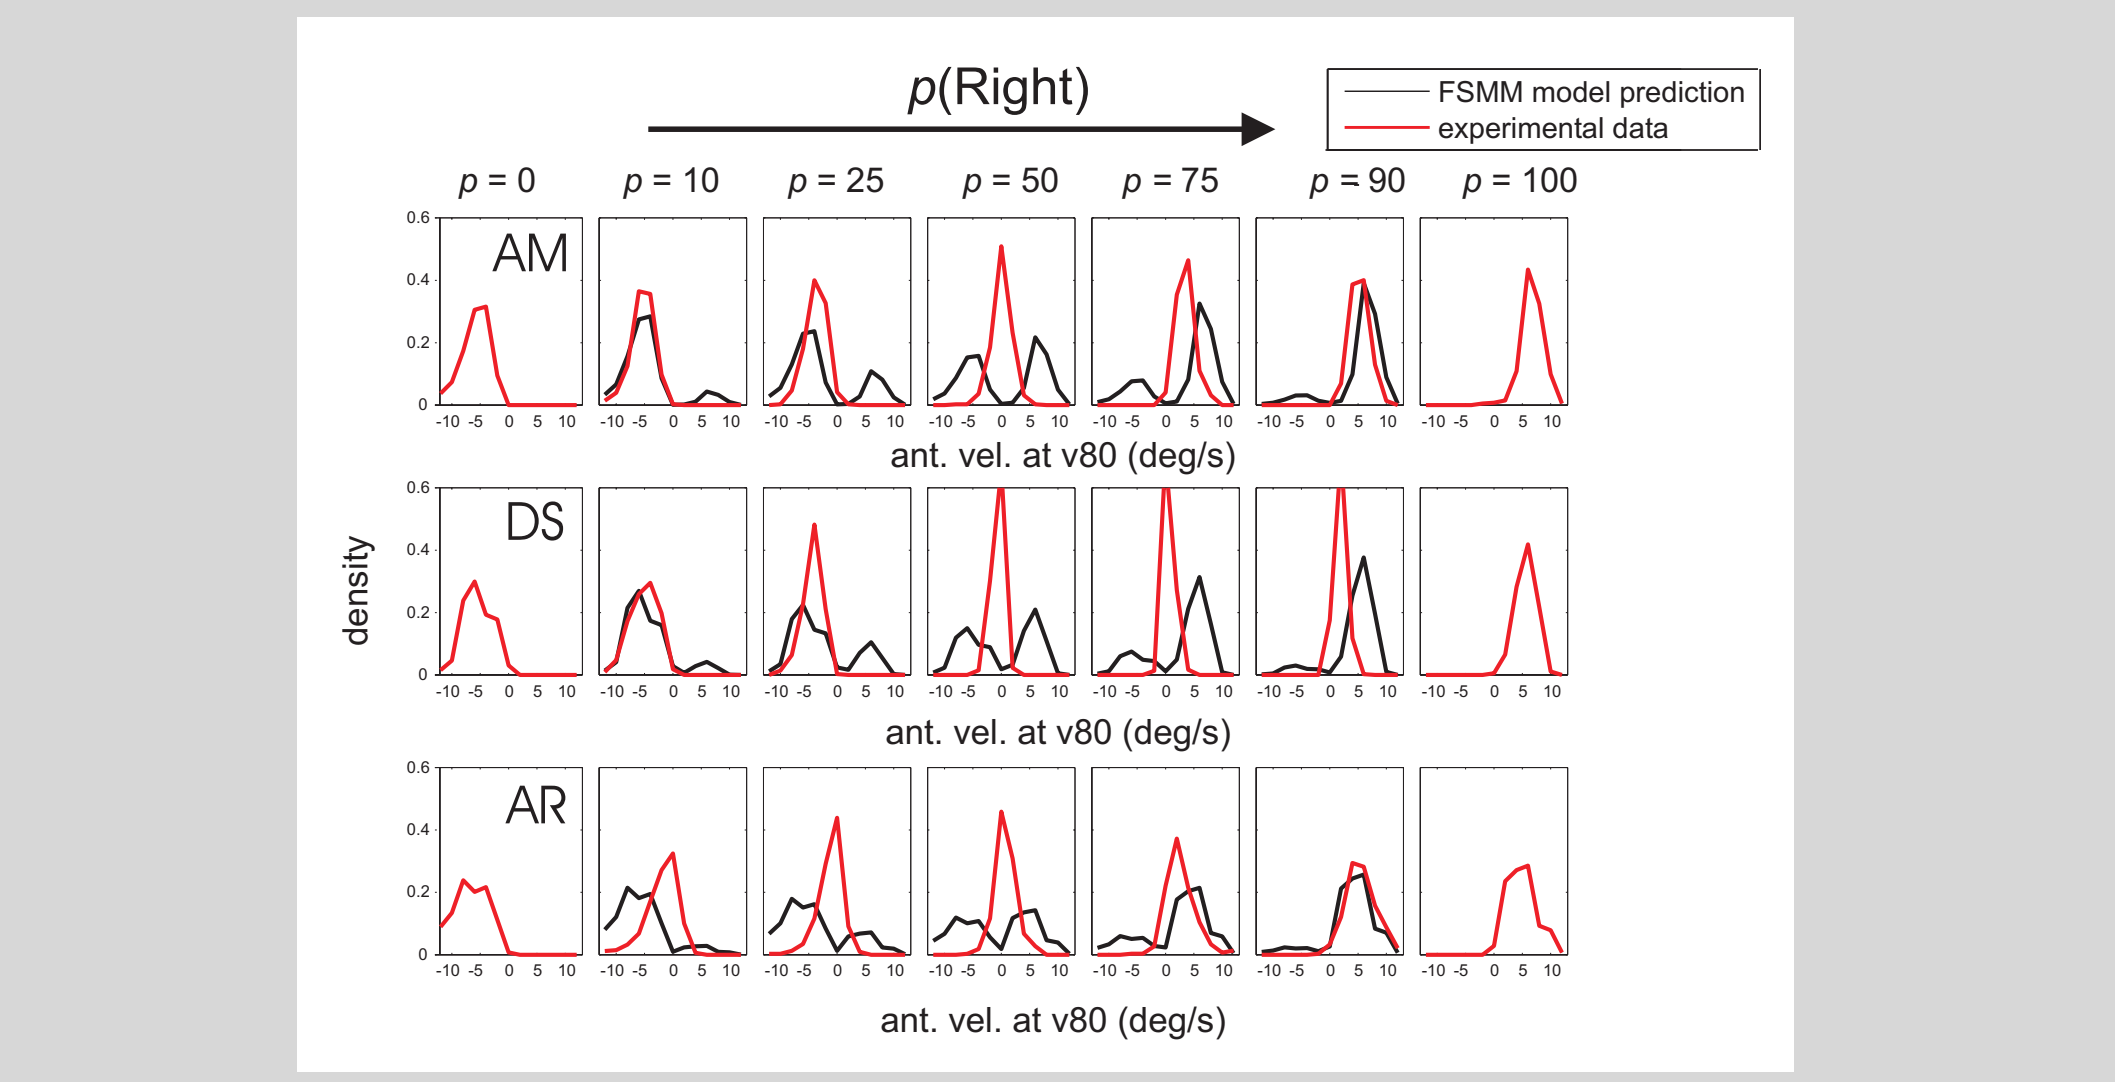 p(Right)
FSMM model prediction
experimental data
p = 0 p = 10 p = 25 p = 50 p = 75 p = 90 p = 100
0.6
0.4
0.2
0
AM
-10 -5 0 5 10 -10 -5 0 5 10 -10 -5 0 5 10 -10 -5 0 5 10 -10 -5 0 5 10 -10 -5 0 5 10 -10 -5 0 5 10
ant. vel. at v80 (deg/s)
density
0.6
0.4
0.2
0
DS
-10 -5 0 5 10 -10 -5 0 5 10 -10 -5 0 5 10 -10 -5 0 5 10 -10 -5 0 5 10 -10 -5 0 5 10 -10 -5 0 5 10
ant. vel. at v80 (deg/s)
0.6
0.4
0.2
0
AR
-10 -5 0 5 10 -10 -5 0 5 10 -10 -5 0 5 10 -10 -5 0 5 10 -10 -5 0 5 10 -10 -5 0 5 10 -10 -5 0 5 10
ant. vel. at v80 (deg/s)